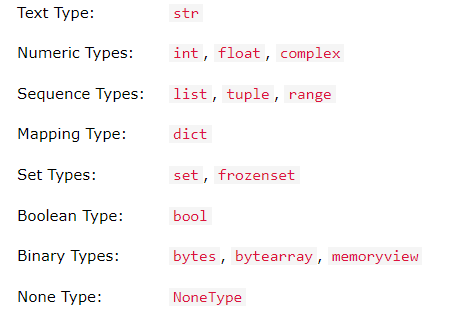 Text Type: str
Numeric Types: int, float, complex
Sequence Types: list, tuple, range
Mapping Type: dict
Set Types: set, frozenset
Boolean Type: bool
Binary Types: bytes, bytearray, memoryview
None Type: NoneType